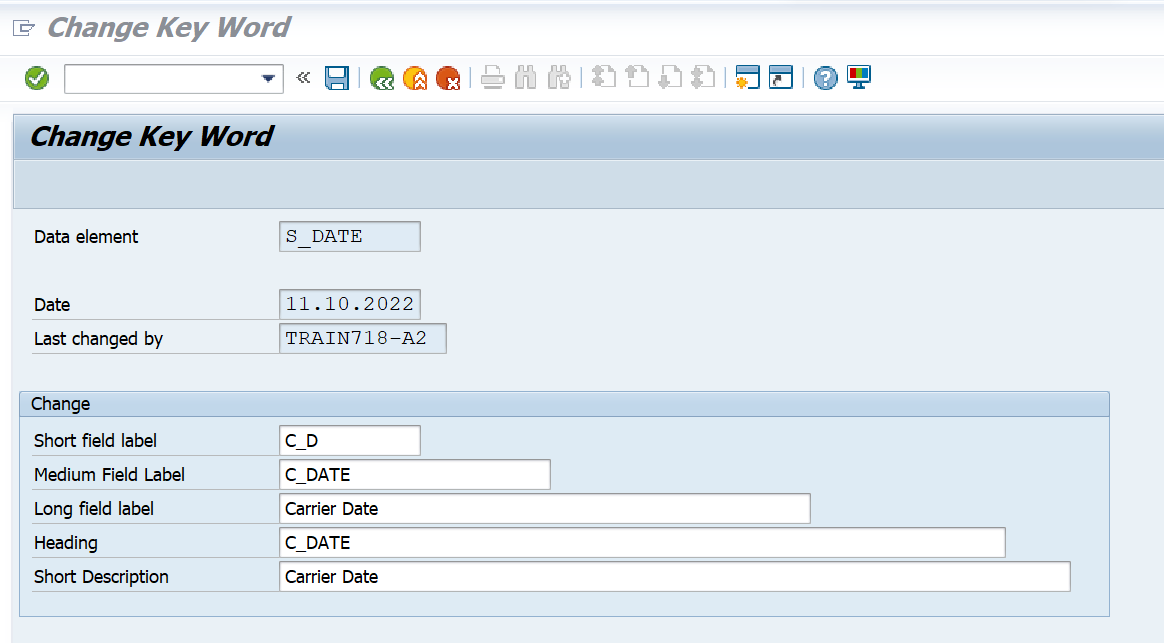 Change Key Word
Change Key Word
Data element S_DATE
Date 11.10.2022
Last changed by TRAIN718-A2
Change
Short field label C_D
Medium Field Label C_DATE
Long field label Carrier Date
Heading C_DATE
Short Description Carrier Date